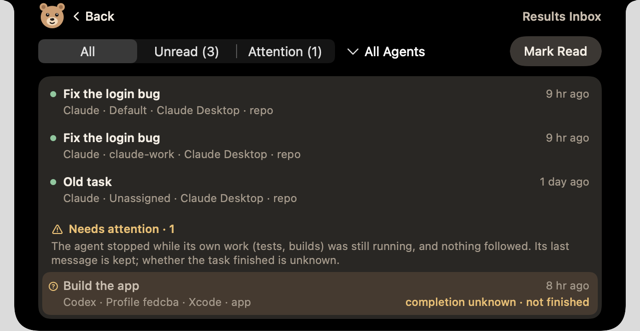 Back
Results Inbox
All
Unread (3)
Attention (1)
All Agents
Mark Read
Fix the login bug
9 hr ago
Claude · Default · Claude Desktop · repo
Fix the login bug
9 hr ago
Claude · claude-work · Claude Desktop · repo
Old task
1 day ago
Claude · Unassigned · Claude Desktop · repo
Needs attention · 1
The agent stopped while its own work (tests, builds) was still running, and nothing followed. Its last
message is kept; whether the task finished is unknown.
Build the app
8 hr ago
Codex · Profile fedcba · Xcode · app
completion unknown · not finished